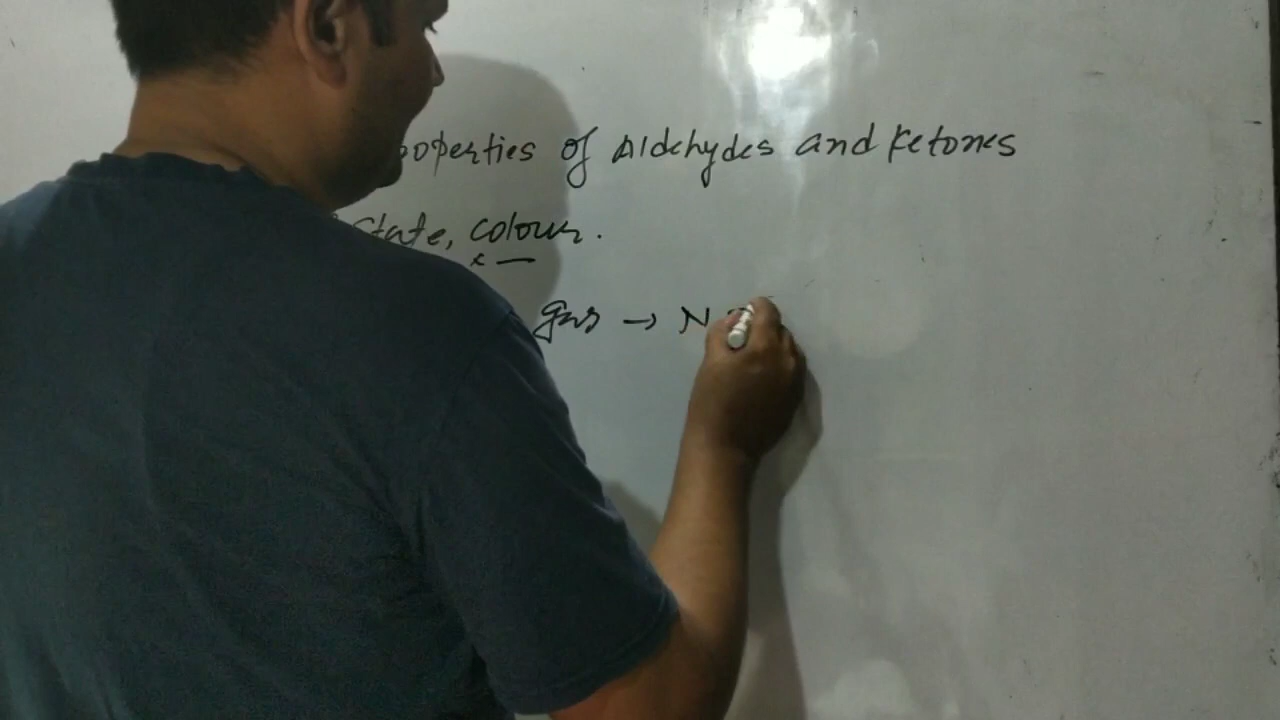 operties of Aldehydes and Ketones
State, colour.
gas → N